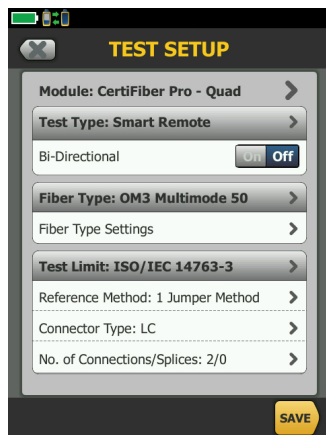 TEST SETUP
Module: CertiFiber Pro - Quad
Test Type: Smart Remote
Bi-Directional On Off
Fiber Type: OM3 Multimode 50
Fiber Type Settings
Test Limit: ISO/IEC 14763-3
Reference Method: 1 Jumper Method
Connector Type: LC
No. of Connections/Splices: 2/0
SAVE